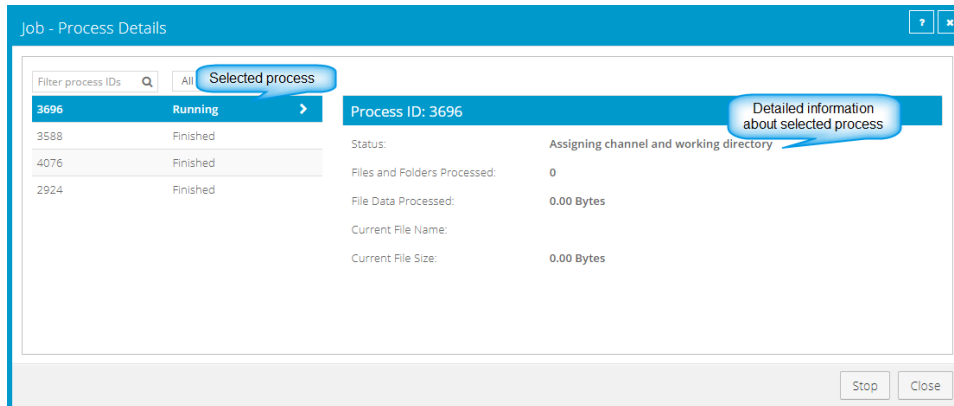 Job - Process Details
?
Filter process IDs
All
Selected process
3696 Running
3588 Finished
4076 Finished
2924 Finished
Process ID: 3696
Detailed information
about selected process
Status: Assigning channel and working directory
Files and Folders Processed: 0
File Data Processed: 0.00 Bytes
Current File Name:
Current File Size: 0.00 Bytes
Stop Close